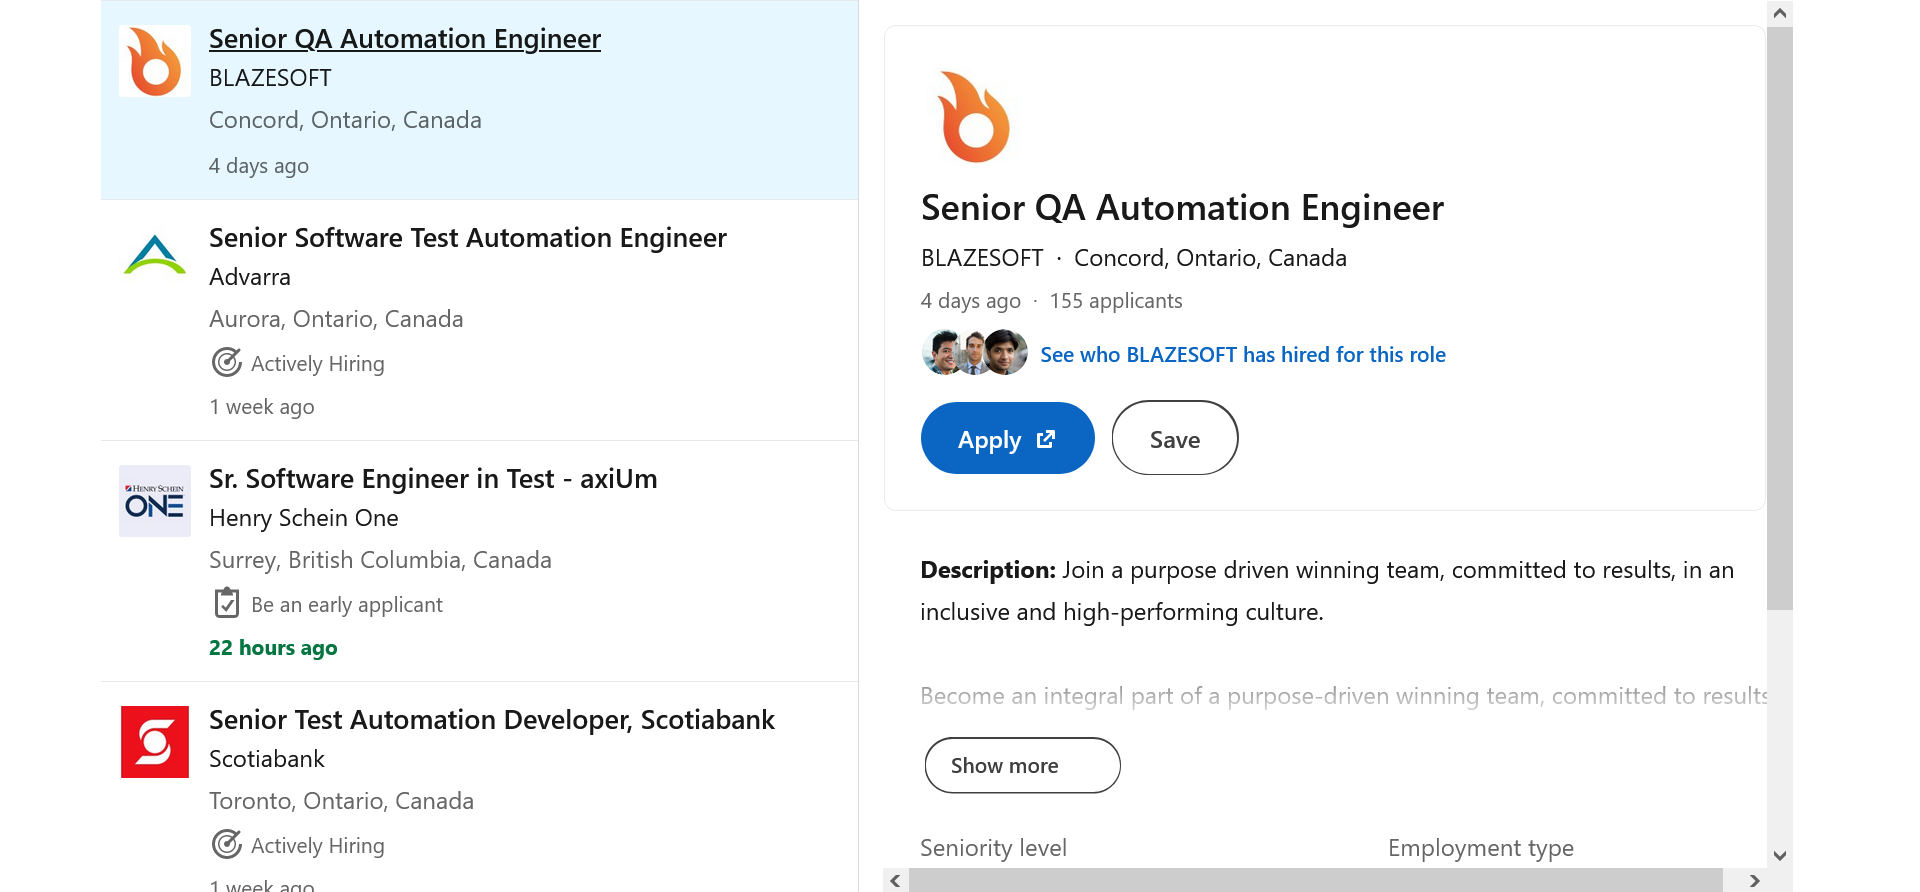 Senior QA Automation Engineer
BLAZESOFT
Concord, Ontario, Canada
4 days ago
Senior Software Test Automation Engineer
Advarra
Aurora, Ontario, Canada
Actively Hiring
1 week ago
HENRY SCHEIN
ONE
Sr. Software Engineer in Test - axiUm
Henry Schein One
Surrey, British Columbia, Canada
Be an early applicant
22 hours ago
Senior Test Automation Developer, Scotiabank
Scotiabank
Toronto, Ontario, Canada
Actively Hiring
1 week ago
Senior QA Automation Engineer
BLAZESOFT · Concord, Ontario, Canada
4 days ago · 155 applicants
See who BLAZESOFT has hired for this role
Apply
Save
Description: Join a purpose driven winning team, committed to results, in an
inclusive and high-performing culture.
Become an integral part of a purpose-driven winning team, committed to results
Show more
Seniority level
Employment type